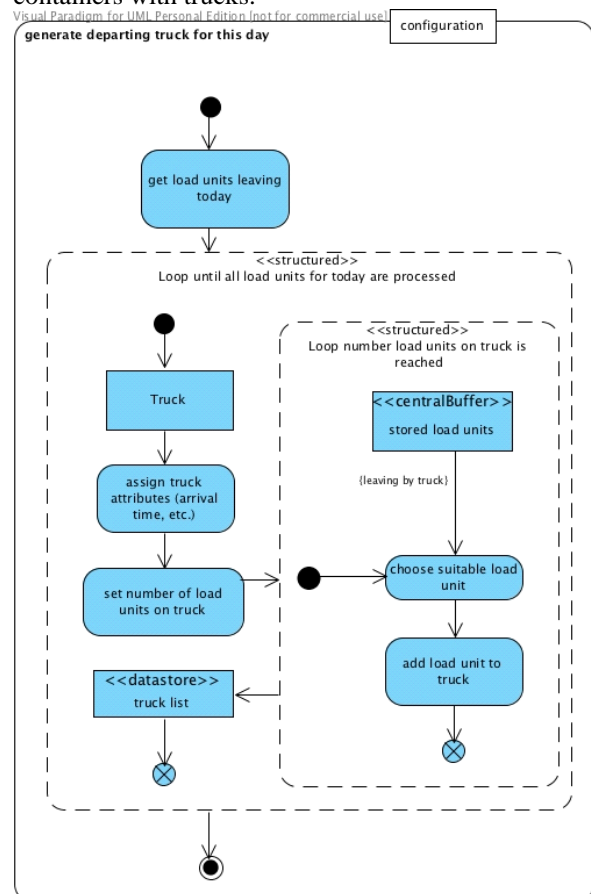 containers with trucks.
Visual Paradigm for UML Personal Edition [not for commercial use]
configuration
generate departing truck for this day
get load units leaving
today
<<structured>>
Loop until all load units for today are processed
<<structured>>
Loop number load units on truck is
reached
Truck
<<centralBuffer>>
stored load units
assign truck
attributes (arrival
time, etc.)
{leaving by truck}
set number of load
units on truck
choose suitable load
unit
<<datastore>>
truck list
add load unit to
truck